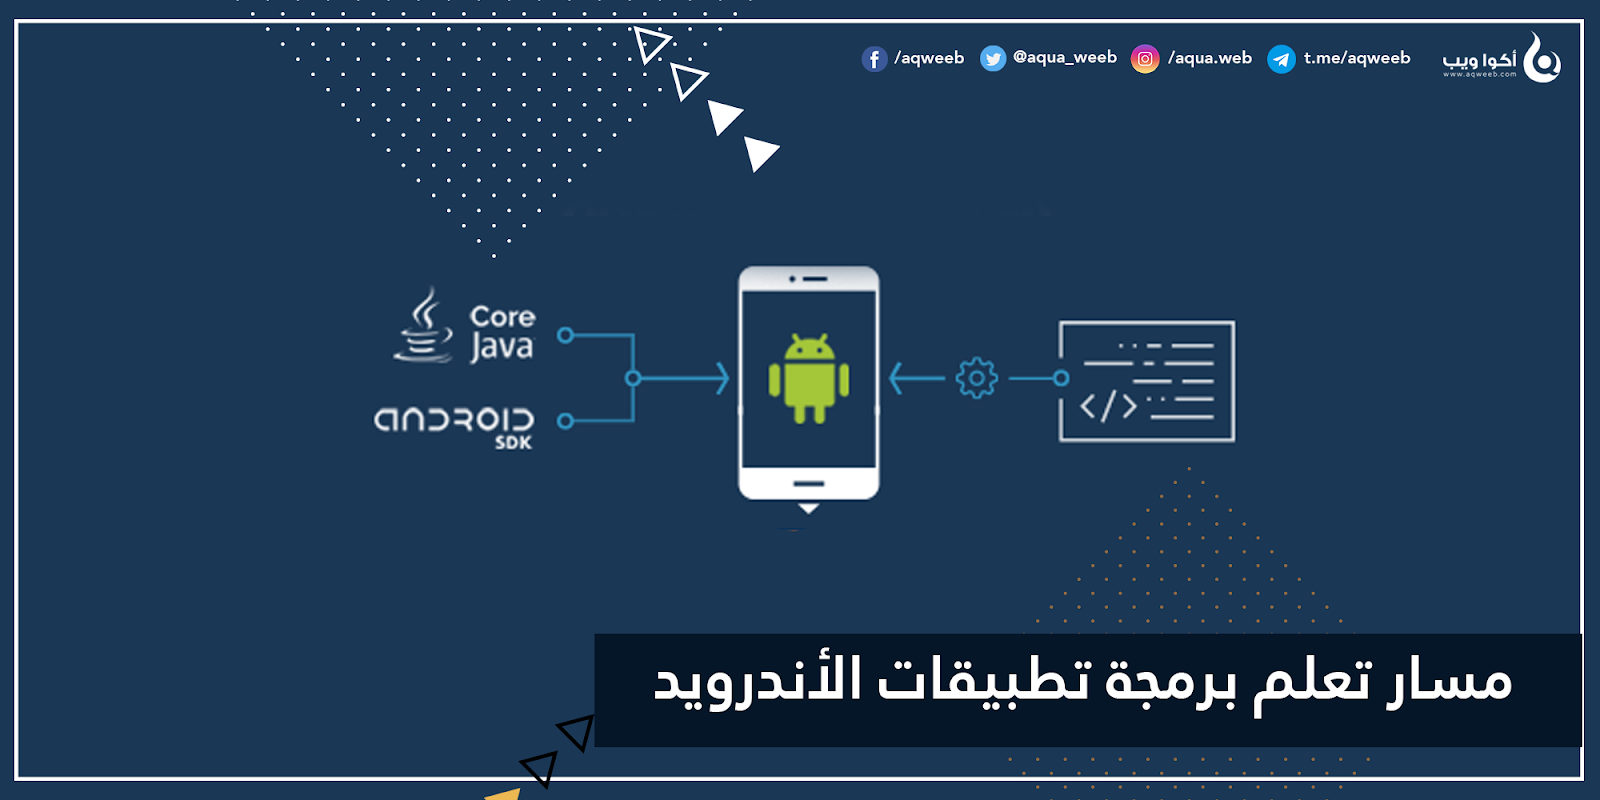 /aqweeb
@aqua_weeb
/aqua.web
t.me/aqweeb
أكوا ويب
www.aqweeb.com
Core
Java
ANDROID
SDK
</>
مسار تعلم برمجة تطبيقات الأندرويد